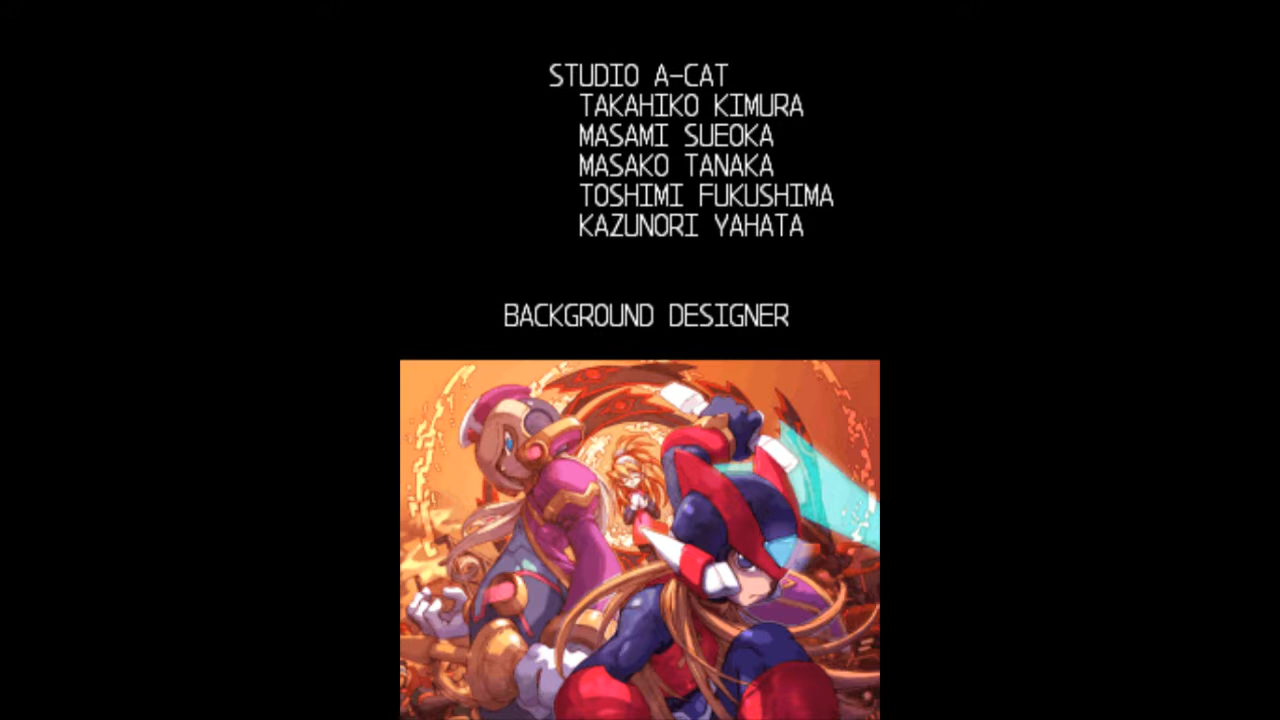 STUDIO A-CAT
TAKAHIKO KIMURA
MASAMI SUEOKA
MASAKO TANAKA
TOSHIMI FUKUSHIMA
KAZUNORI YAHATA
BACKGROUND DESIGNER